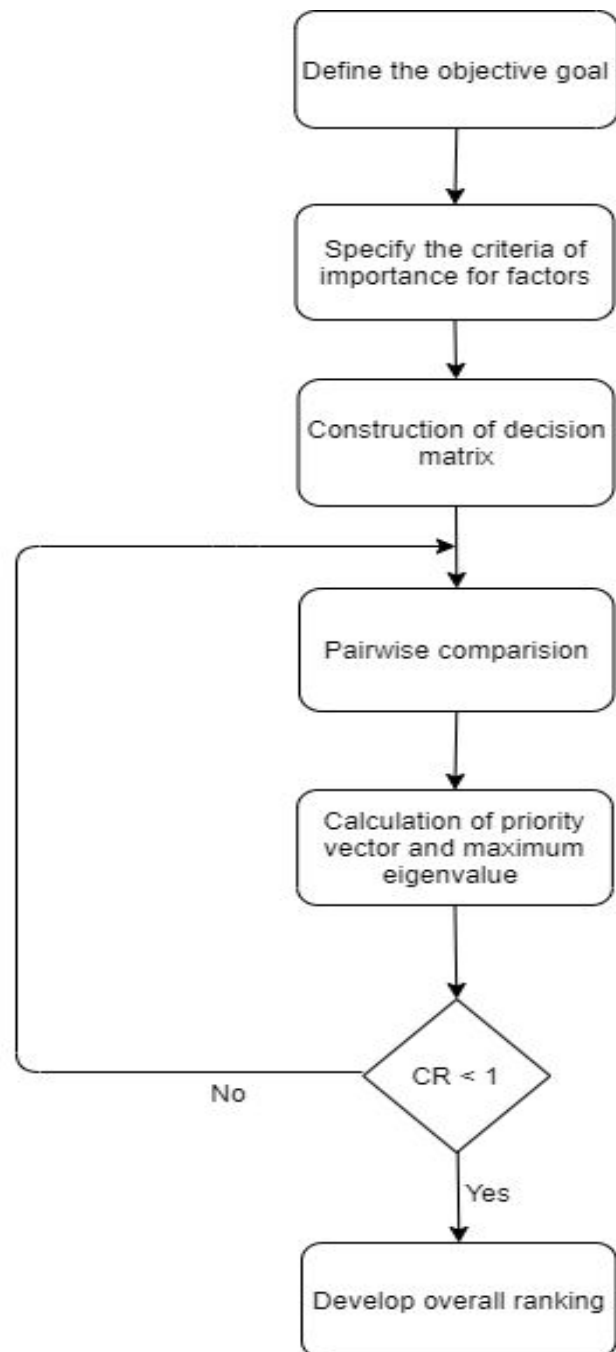 Define the objective goal
Specify the criteria of
importance for factors
Construction of decision
matrix
Pairwise comparision
Calculation of priority
vector and maximum
eigenvalue
CR < 1
No
Yes
Develop overall ranking